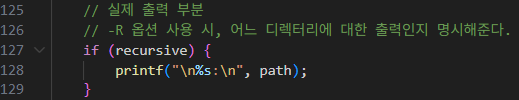 125 // 실제 출력 부분
126 // -R 옵션 사용 시, 어느 디렉터리에 대한 출력인지 명시해준다.
127 if (recursive) {
128 printf("\n%s:\n", path);
129 }